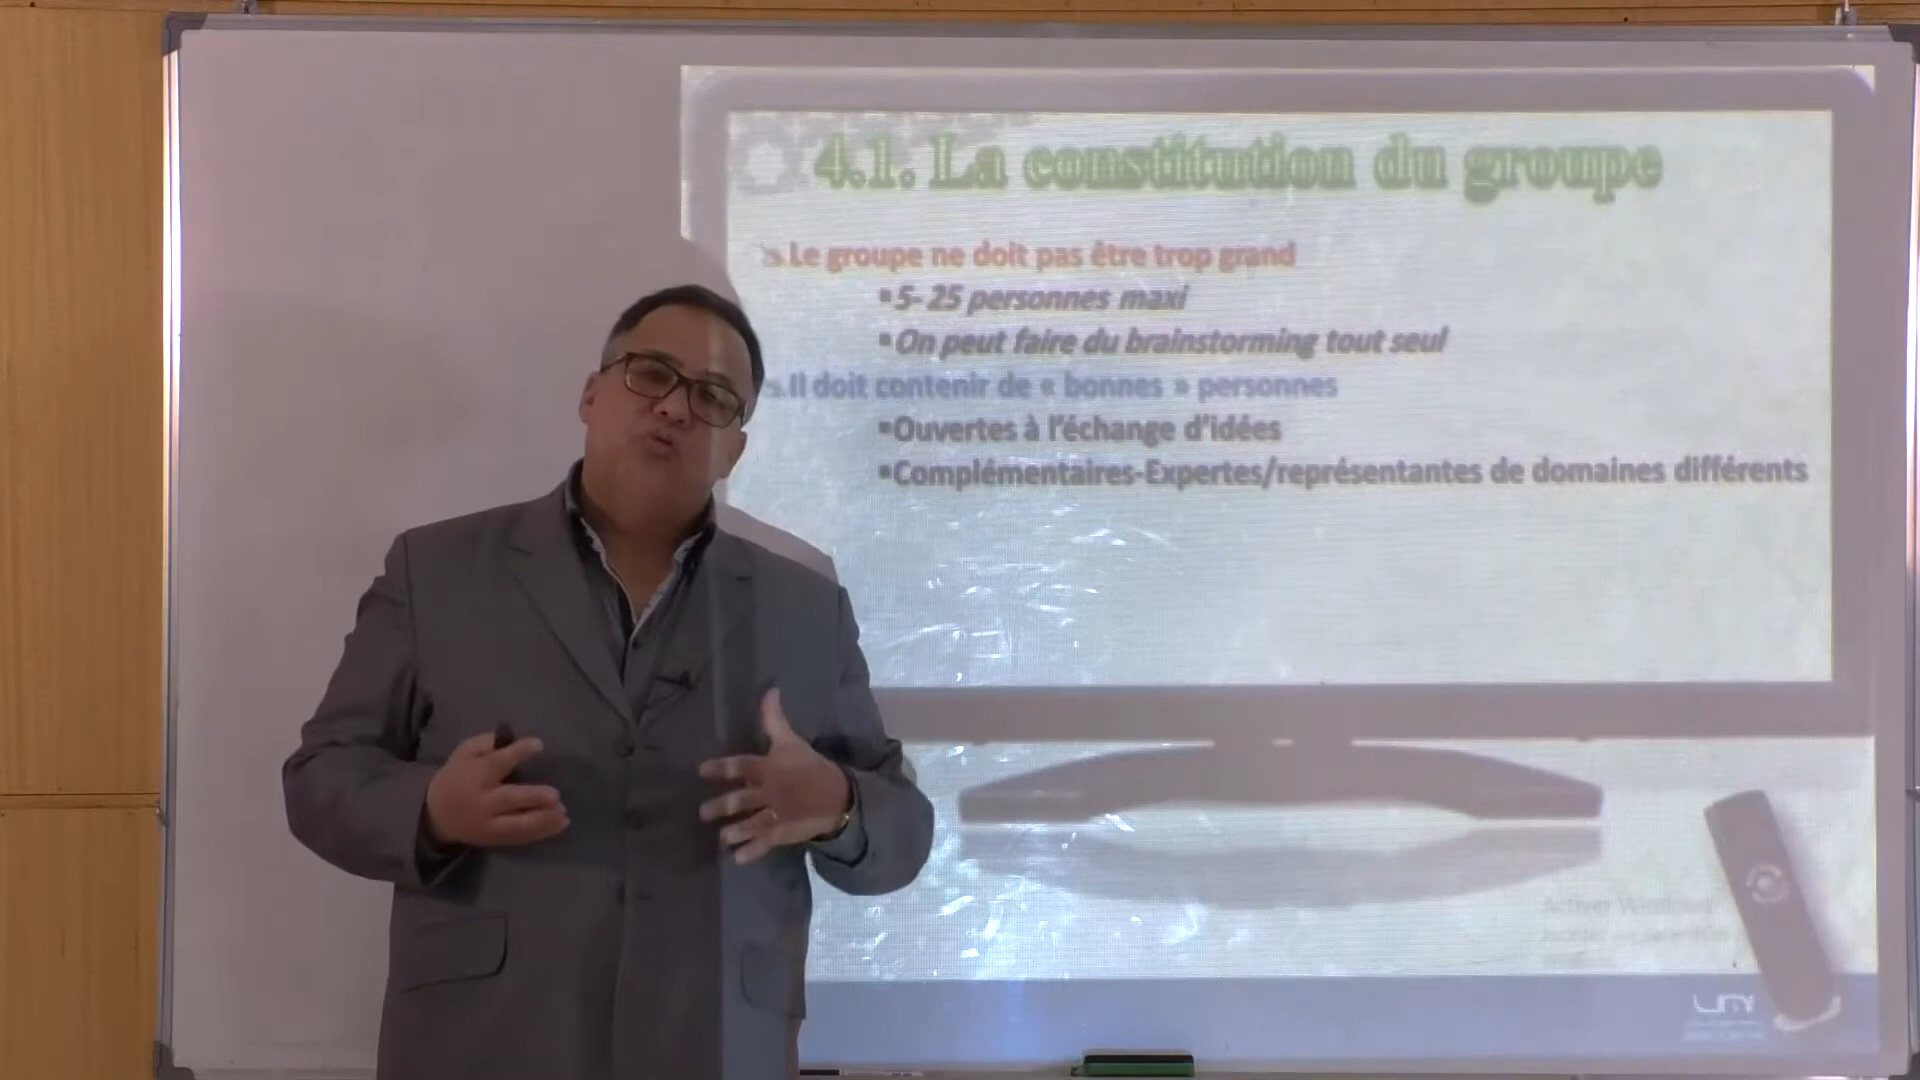 4.1. La constitution du groupe
Le groupe ne doit pas être trop grand
5- 25 personnes maxi
On peut faire du brainstorming tout seul
Il doit contenir de « bonnes » personnes
Ouvertes à l'échange d'idées
Complémentaires-Expertes/représentantes de domaines différents
Activer Windows